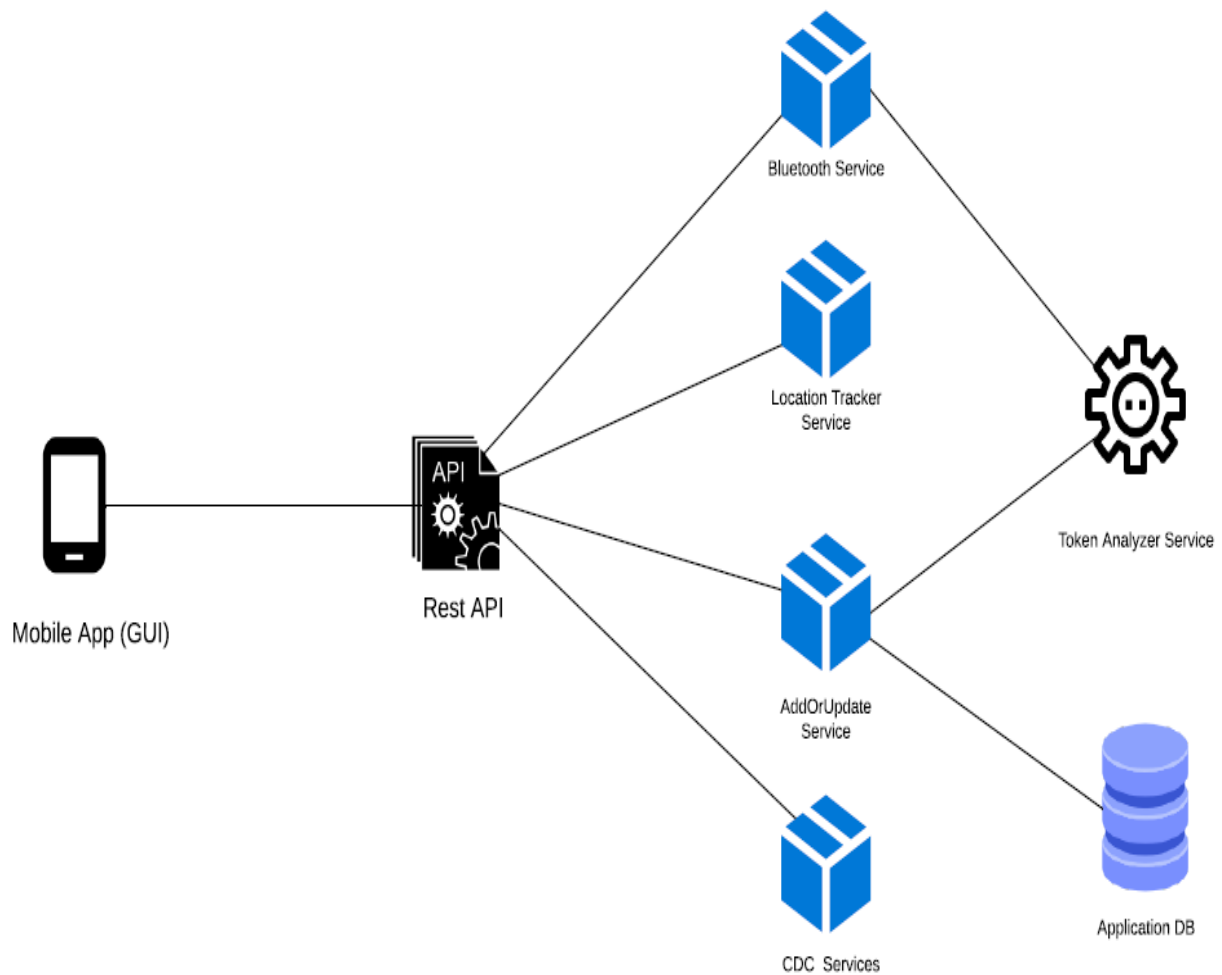 Bluetooth Service
Location Tracker
Service
API
Rest API
Mobile App (GUI)
Token Analyzer Service
AddOrUpdate
Service
Application DB
CDC Services